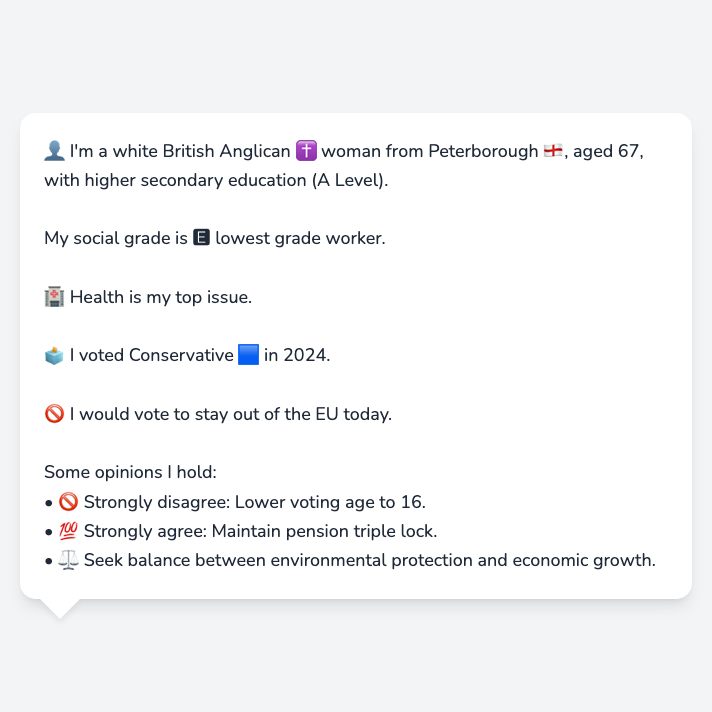 👤 I'm a white British Anglican ✝️ woman from Peterborough 🏴󠁧󠁢󠁥󠁮󠁧󠁿, aged 67,
with higher secondary education (A Level).
My social grade is 🅴 lowest grade worker.
🏥 Health is my top issue.
🗳️ I voted Conservative 🟦 in 2024.
🚫 I would vote to stay out of the EU today.
Some opinions I hold:
• 🚫 Strongly disagree: Lower voting age to 16.
• 💯 Strongly agree: Maintain pension triple lock.
• ⚖️ Seek balance between environmental protection and economic growth.